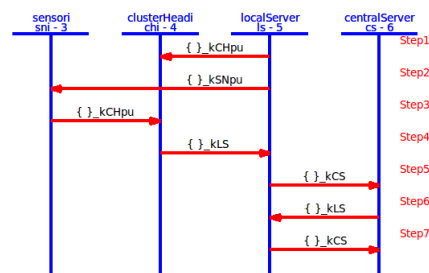 sensori clusterHeadi localServer centralServer
sni - 3 chi - 4 ls - 5 cs - 6
Step1
{ }_kCHpu
Step2
{ }_kSNpu
Step3
{ }_kCHpu
Step4
{ }_kLS
Step5
{ }_kCS
Step6
{ }_kLS
Step7
{ }_kCS